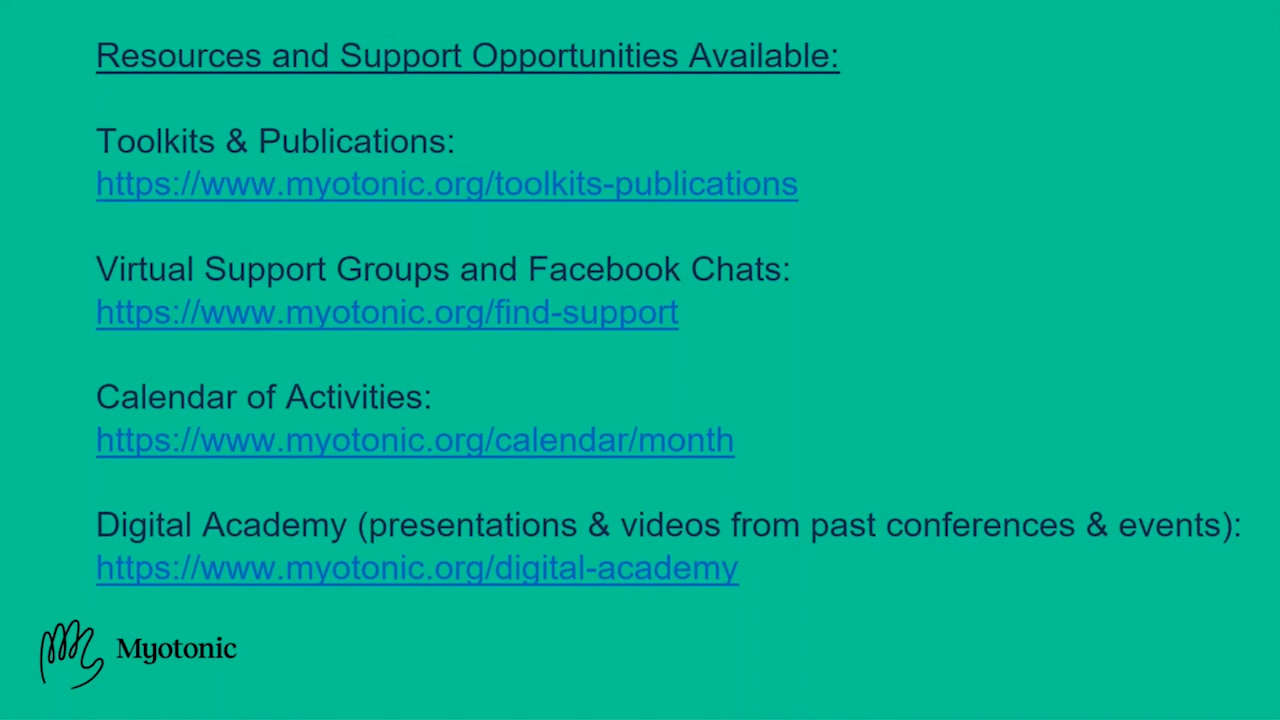 Resources and Support Opportunities Available:
Toolkits & Publications:
https://www.myotonic.org/toolkits-publications
Virtual Support Groups and Facebook Chats:
https://www.myotonic.org/find-support
Calendar of Activities:
https://www.myotonic.org/calendar/month
Digital Academy (presentations & videos from past conferences & events):
https://www.myotonic.org/digital-academy
Myotonic